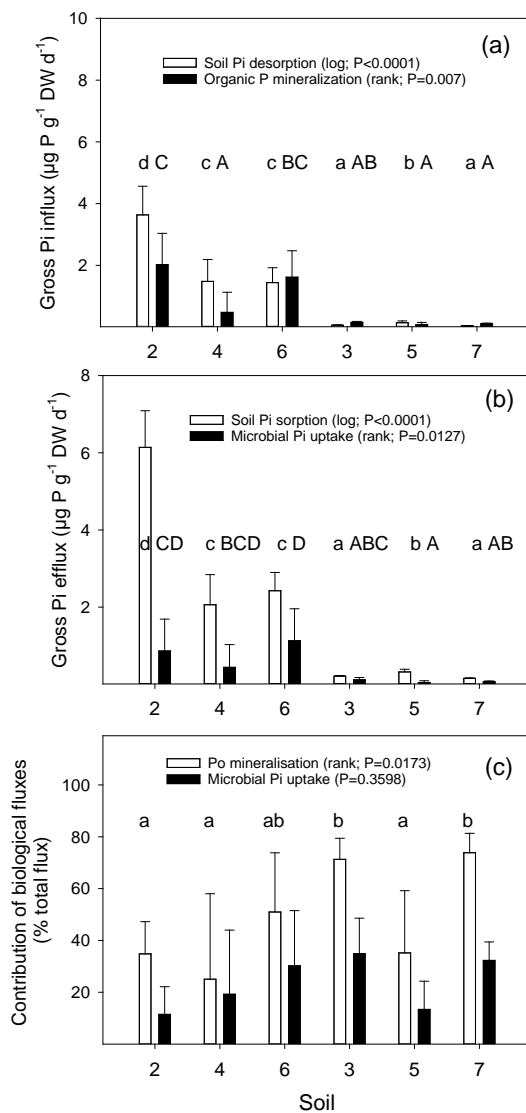 10
(a)
Soil Pi desorption (log; P<0.0001)
Organic P mineralization (rank; P=0.007)
8
6
d C c A c BC a AB b A a A
4
2
Gross Pi influx (µg P g⁻¹ DW d⁻¹)
2 4 6 3 5 7
8
(b)
Soil Pi sorption (log; P<0.0001)
Microbial Pi uptake (rank; P=0.0127)
6
4
d CD c BCD c D a ABC b A a AB
2
Gross Pi efflux (µg P g⁻¹ DW d⁻¹)
2 4 6 3 5 7
Po mineralisation (rank; P=0.0173)
(c)
Microbial Pi uptake (P=0.3598)
100
a a ab b a b
80
60
40
20
Contribution of biological fluxes
(% total flux)
2 4 6 3 5 7
Soil